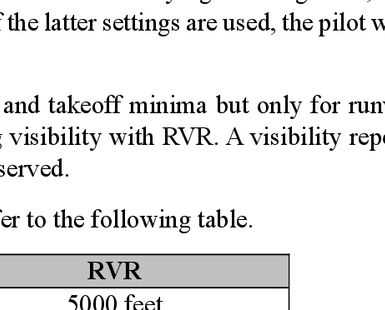 f the latter settings are used, the pilot w
and takeoff minima but only for run
g visibility with RVR. A visibility repo
served.
fer to the following table.
RVR
5000 feet